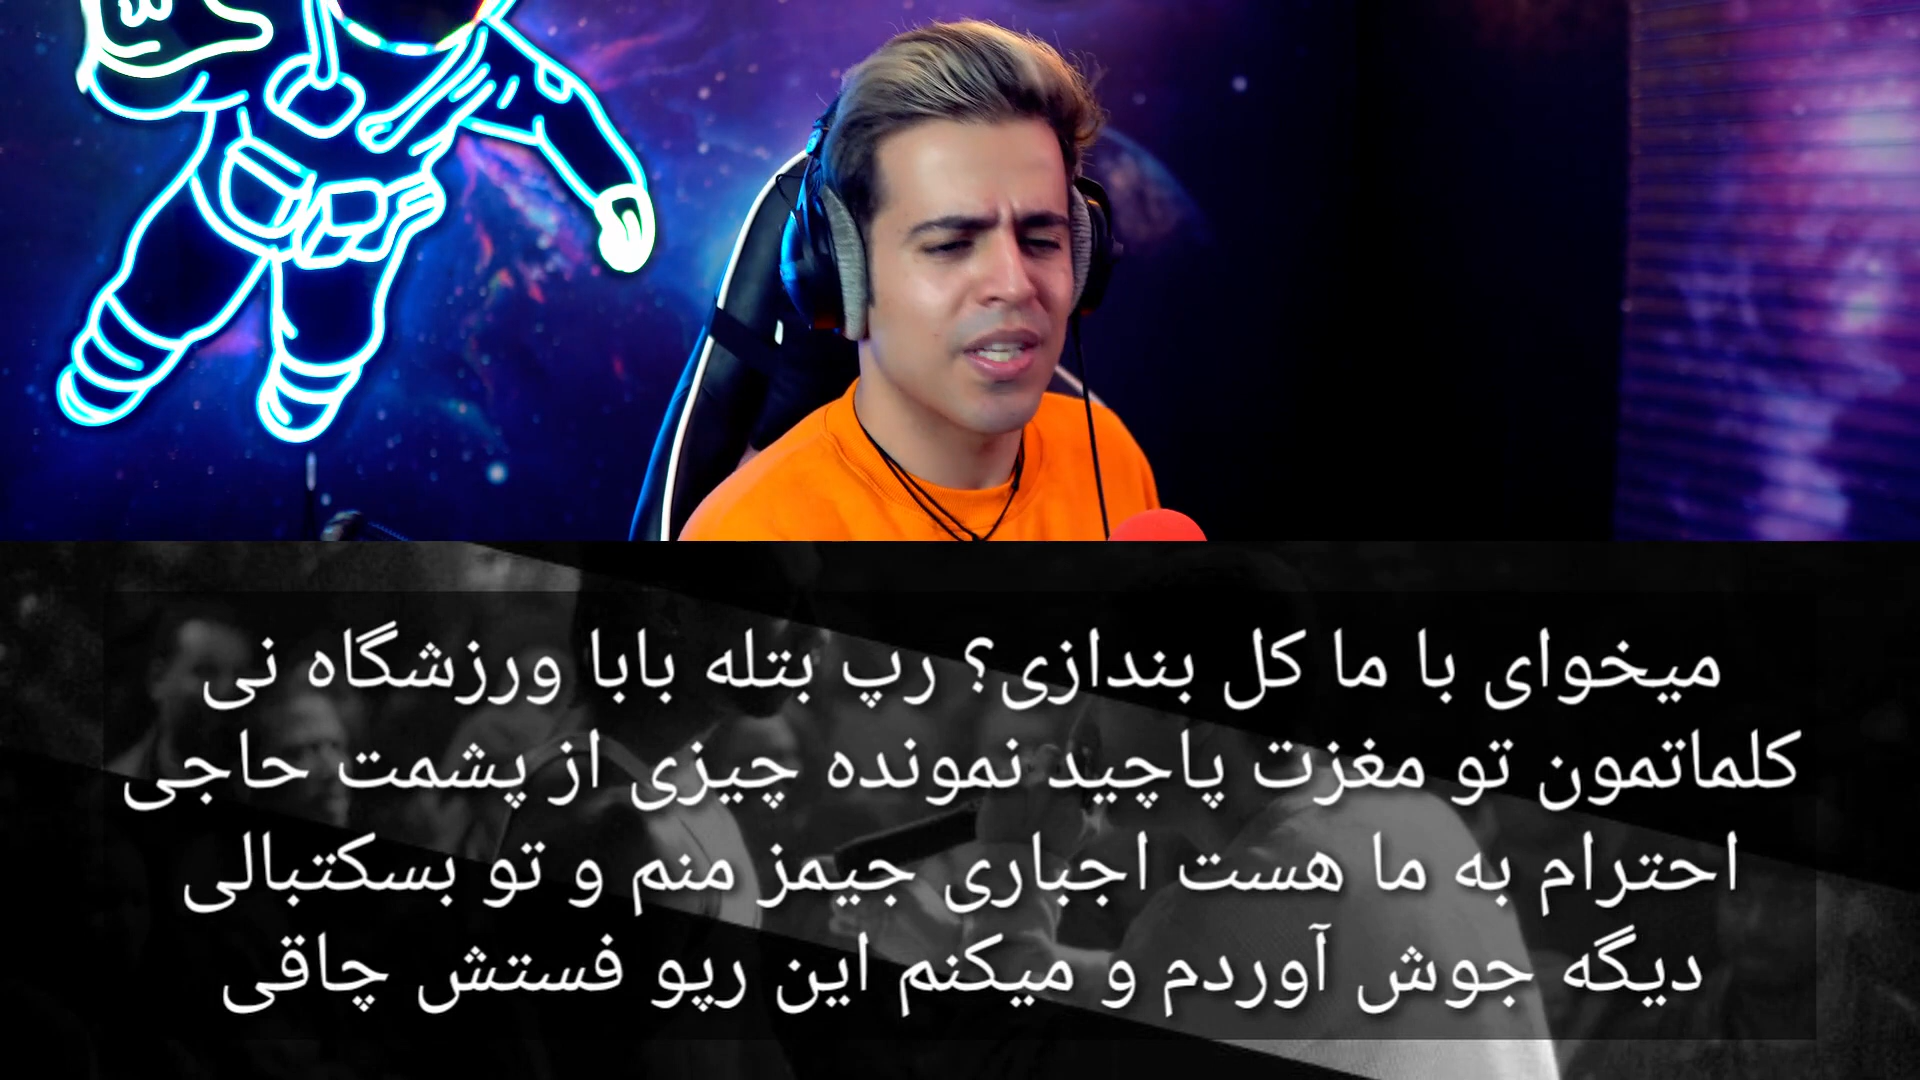 میخوای با ما کل بندازی؟ رپ بتله بابا ورزشگاه نی
کلماتمون تو مغزت پاچید نمونده چیزی از پشمت حاجی
احترام به ما هست اجباری جیمز منم و تو بسکتبالی
دیگه جوش آوردم و میکنم این رپو فستش چاقی